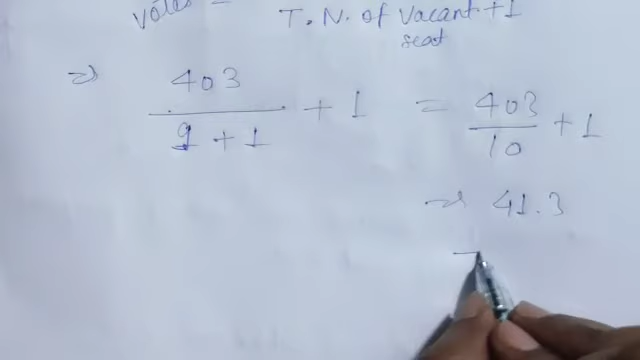 Votes = T. N. of Vacant + 1
seat
=> 403 / 9 + 1 + 1 = 403 / 10 + 1
=> 41.3